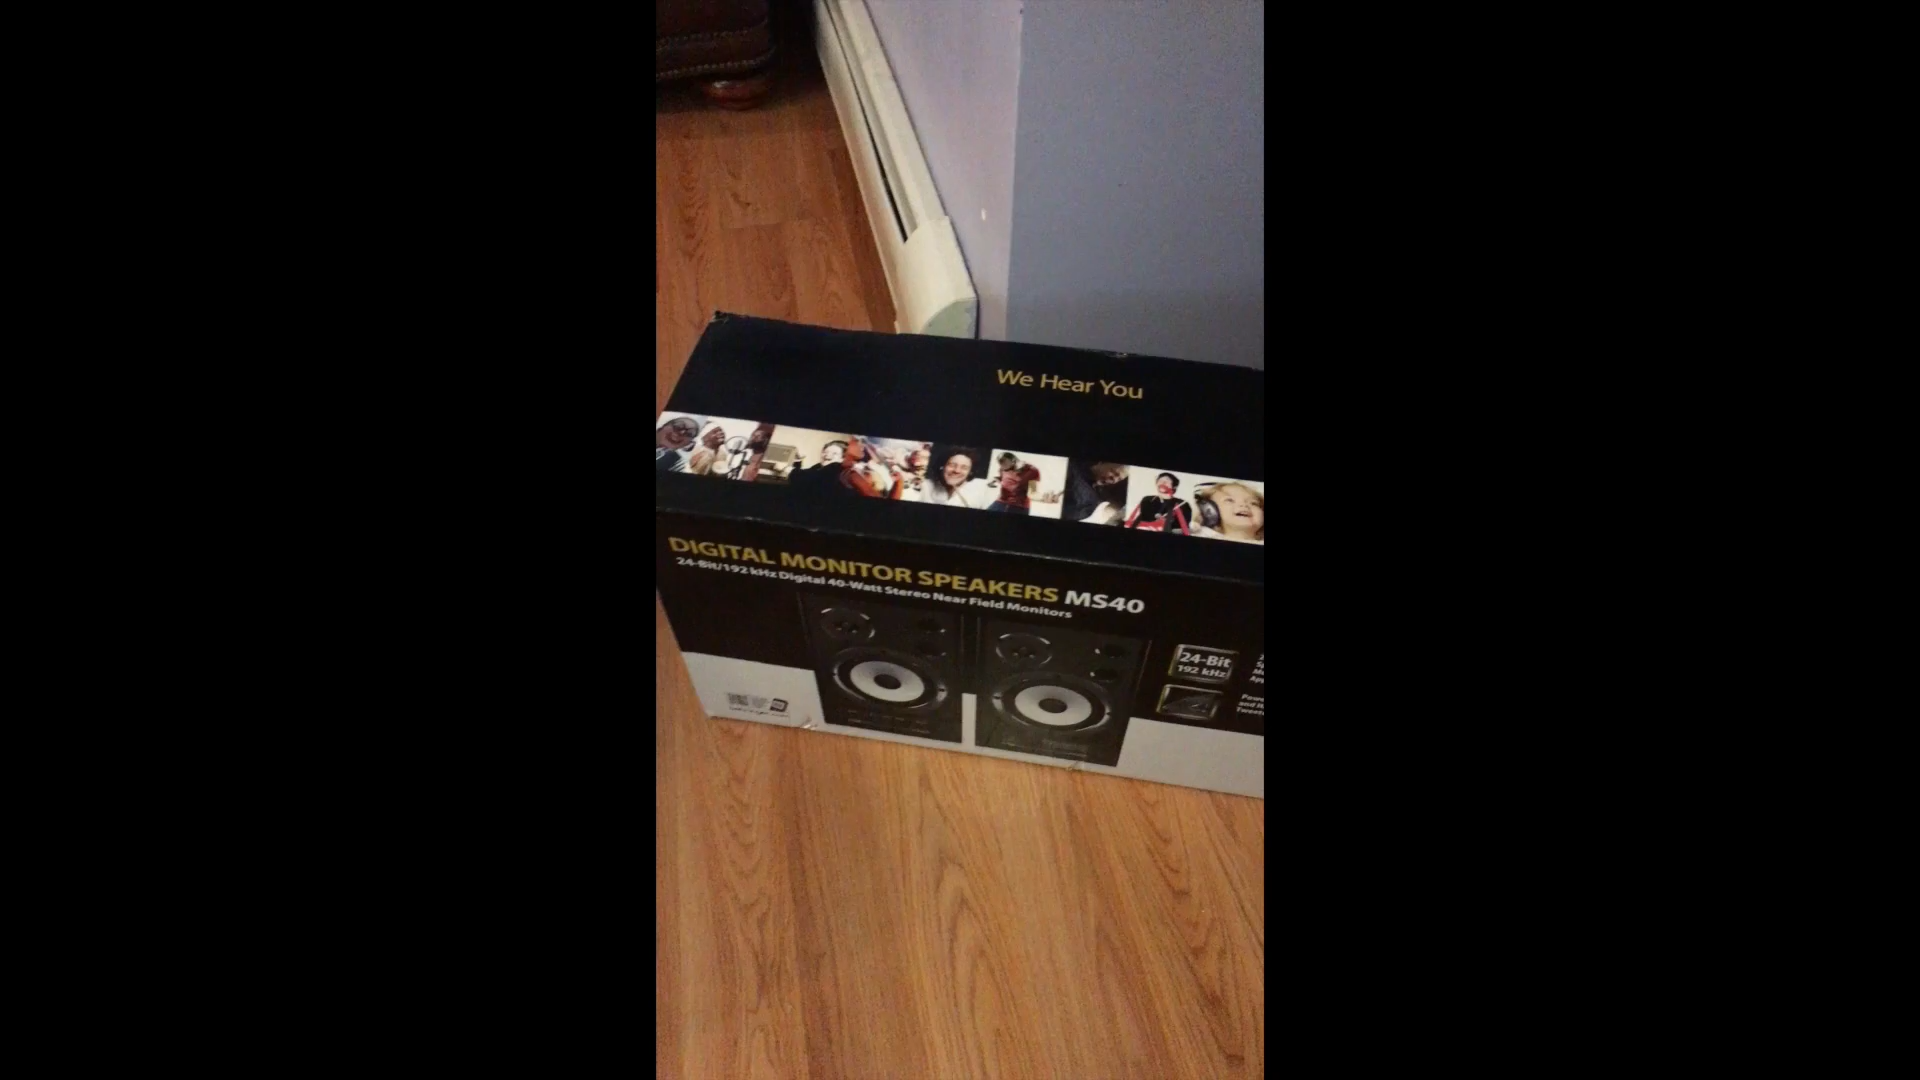 We Hear You
DIGITAL MONITOR SPEAKERS MS40
24-Bit/192 kHz Digital 40-Watt Stereo Near Field Monitors
24-Bit
192 kHz